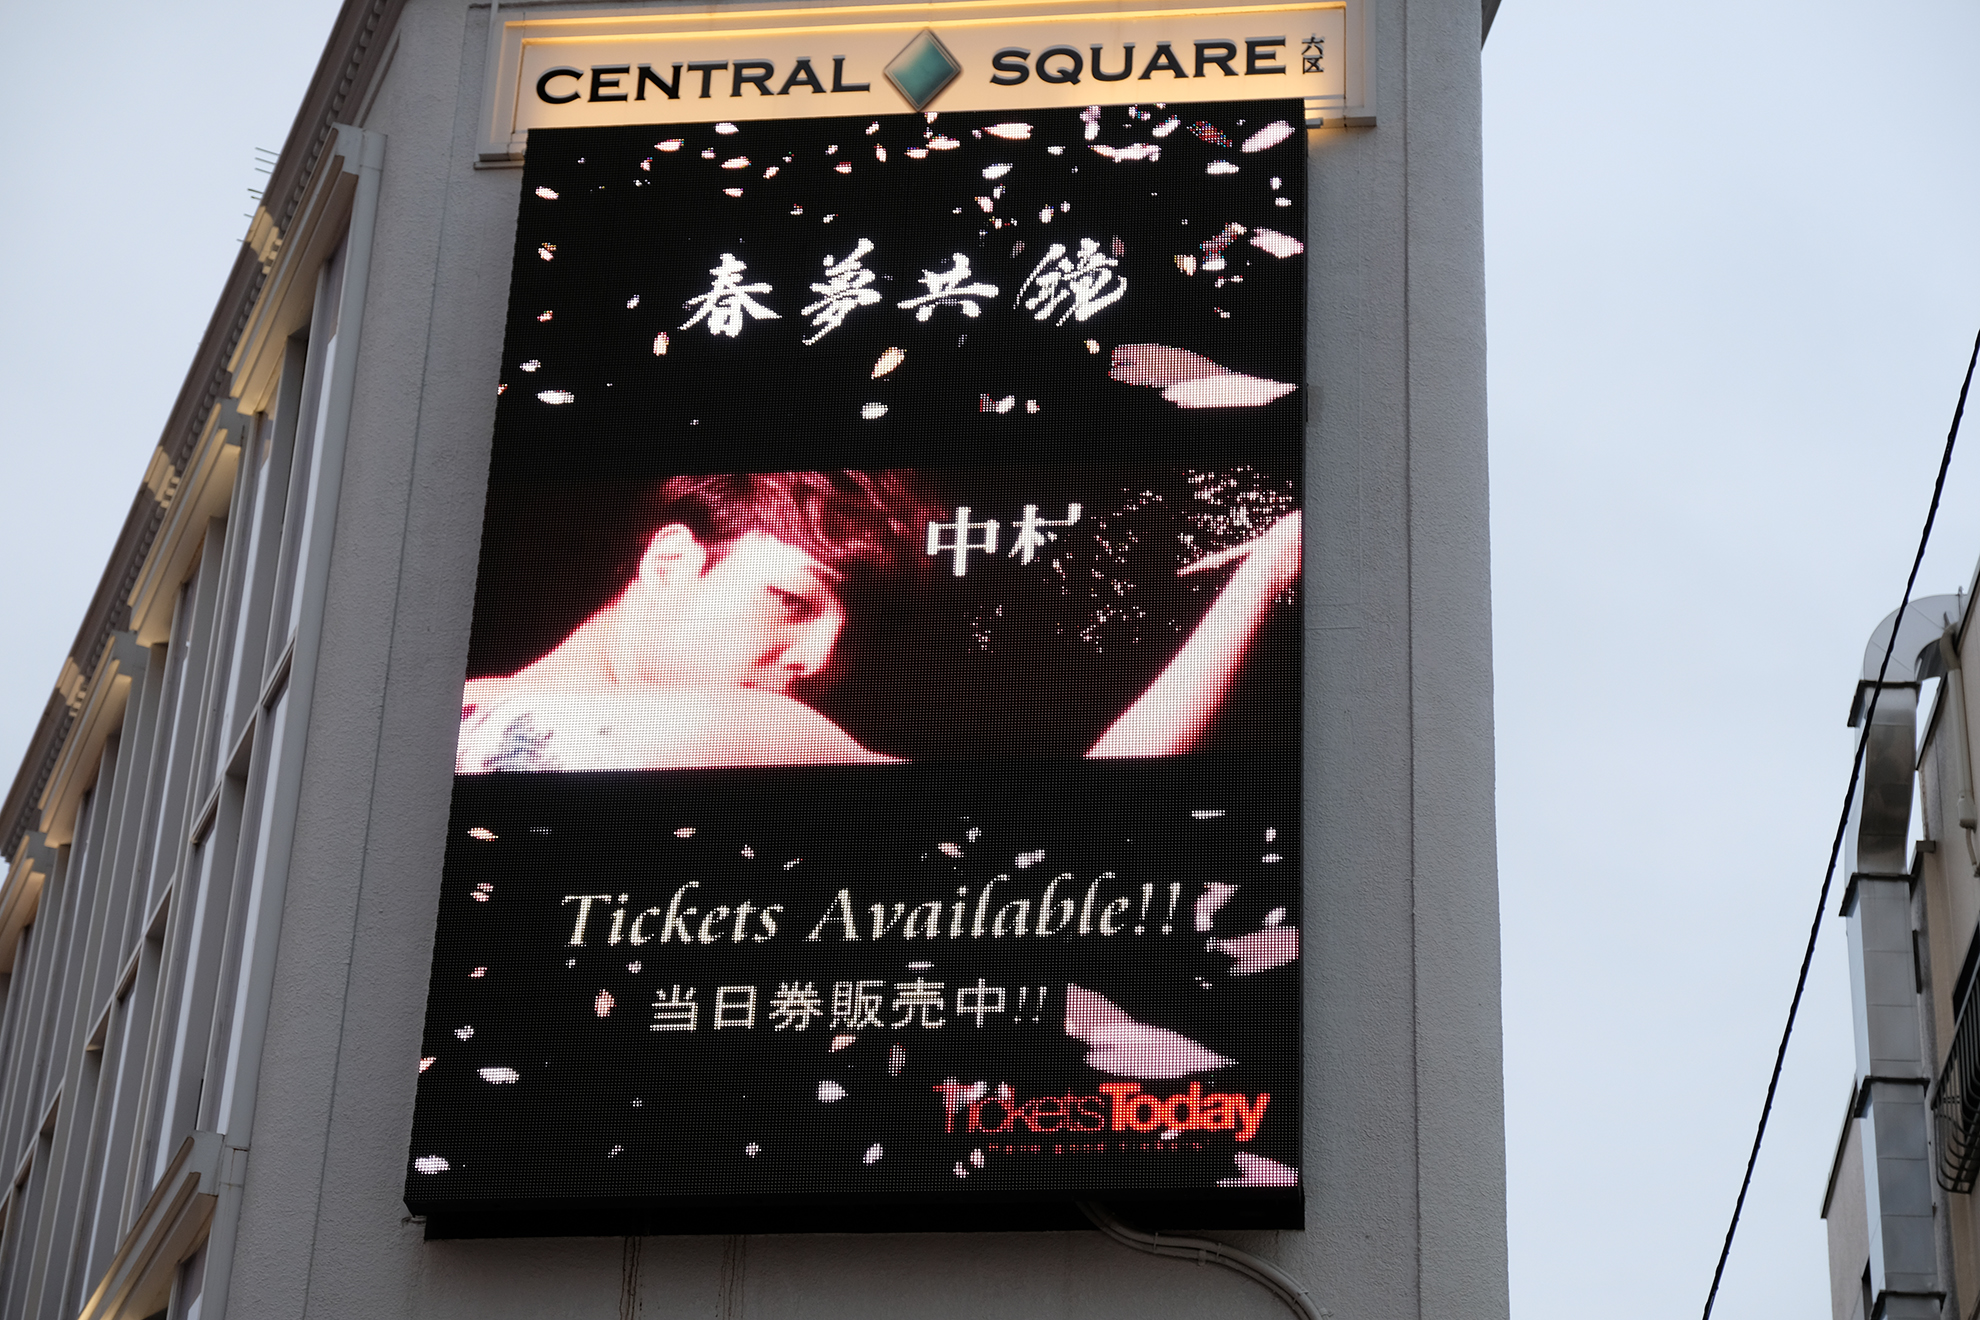 CENTRAL SQUARE 六区
春夢共鏡
中村
Tickets Available!!
当日券販売中!!
TicketsToday